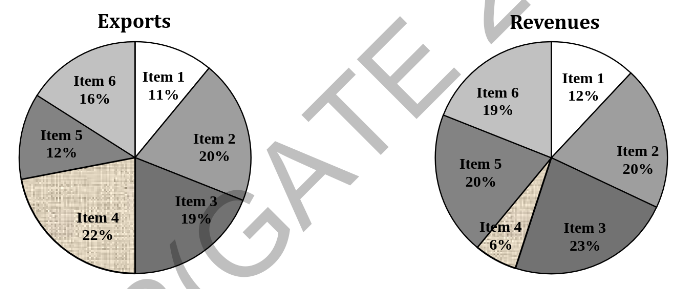 Exports
Item 1
11%
Item 2
20%
Item 3
19%
Item 4
22%
Item 5
12%
Item 6
16%
Revenues
Item 1
12%
Item 2
20%
Item 3
23%
Item 4
6%
Item 5
20%
Item 6
19%
/GATE 2